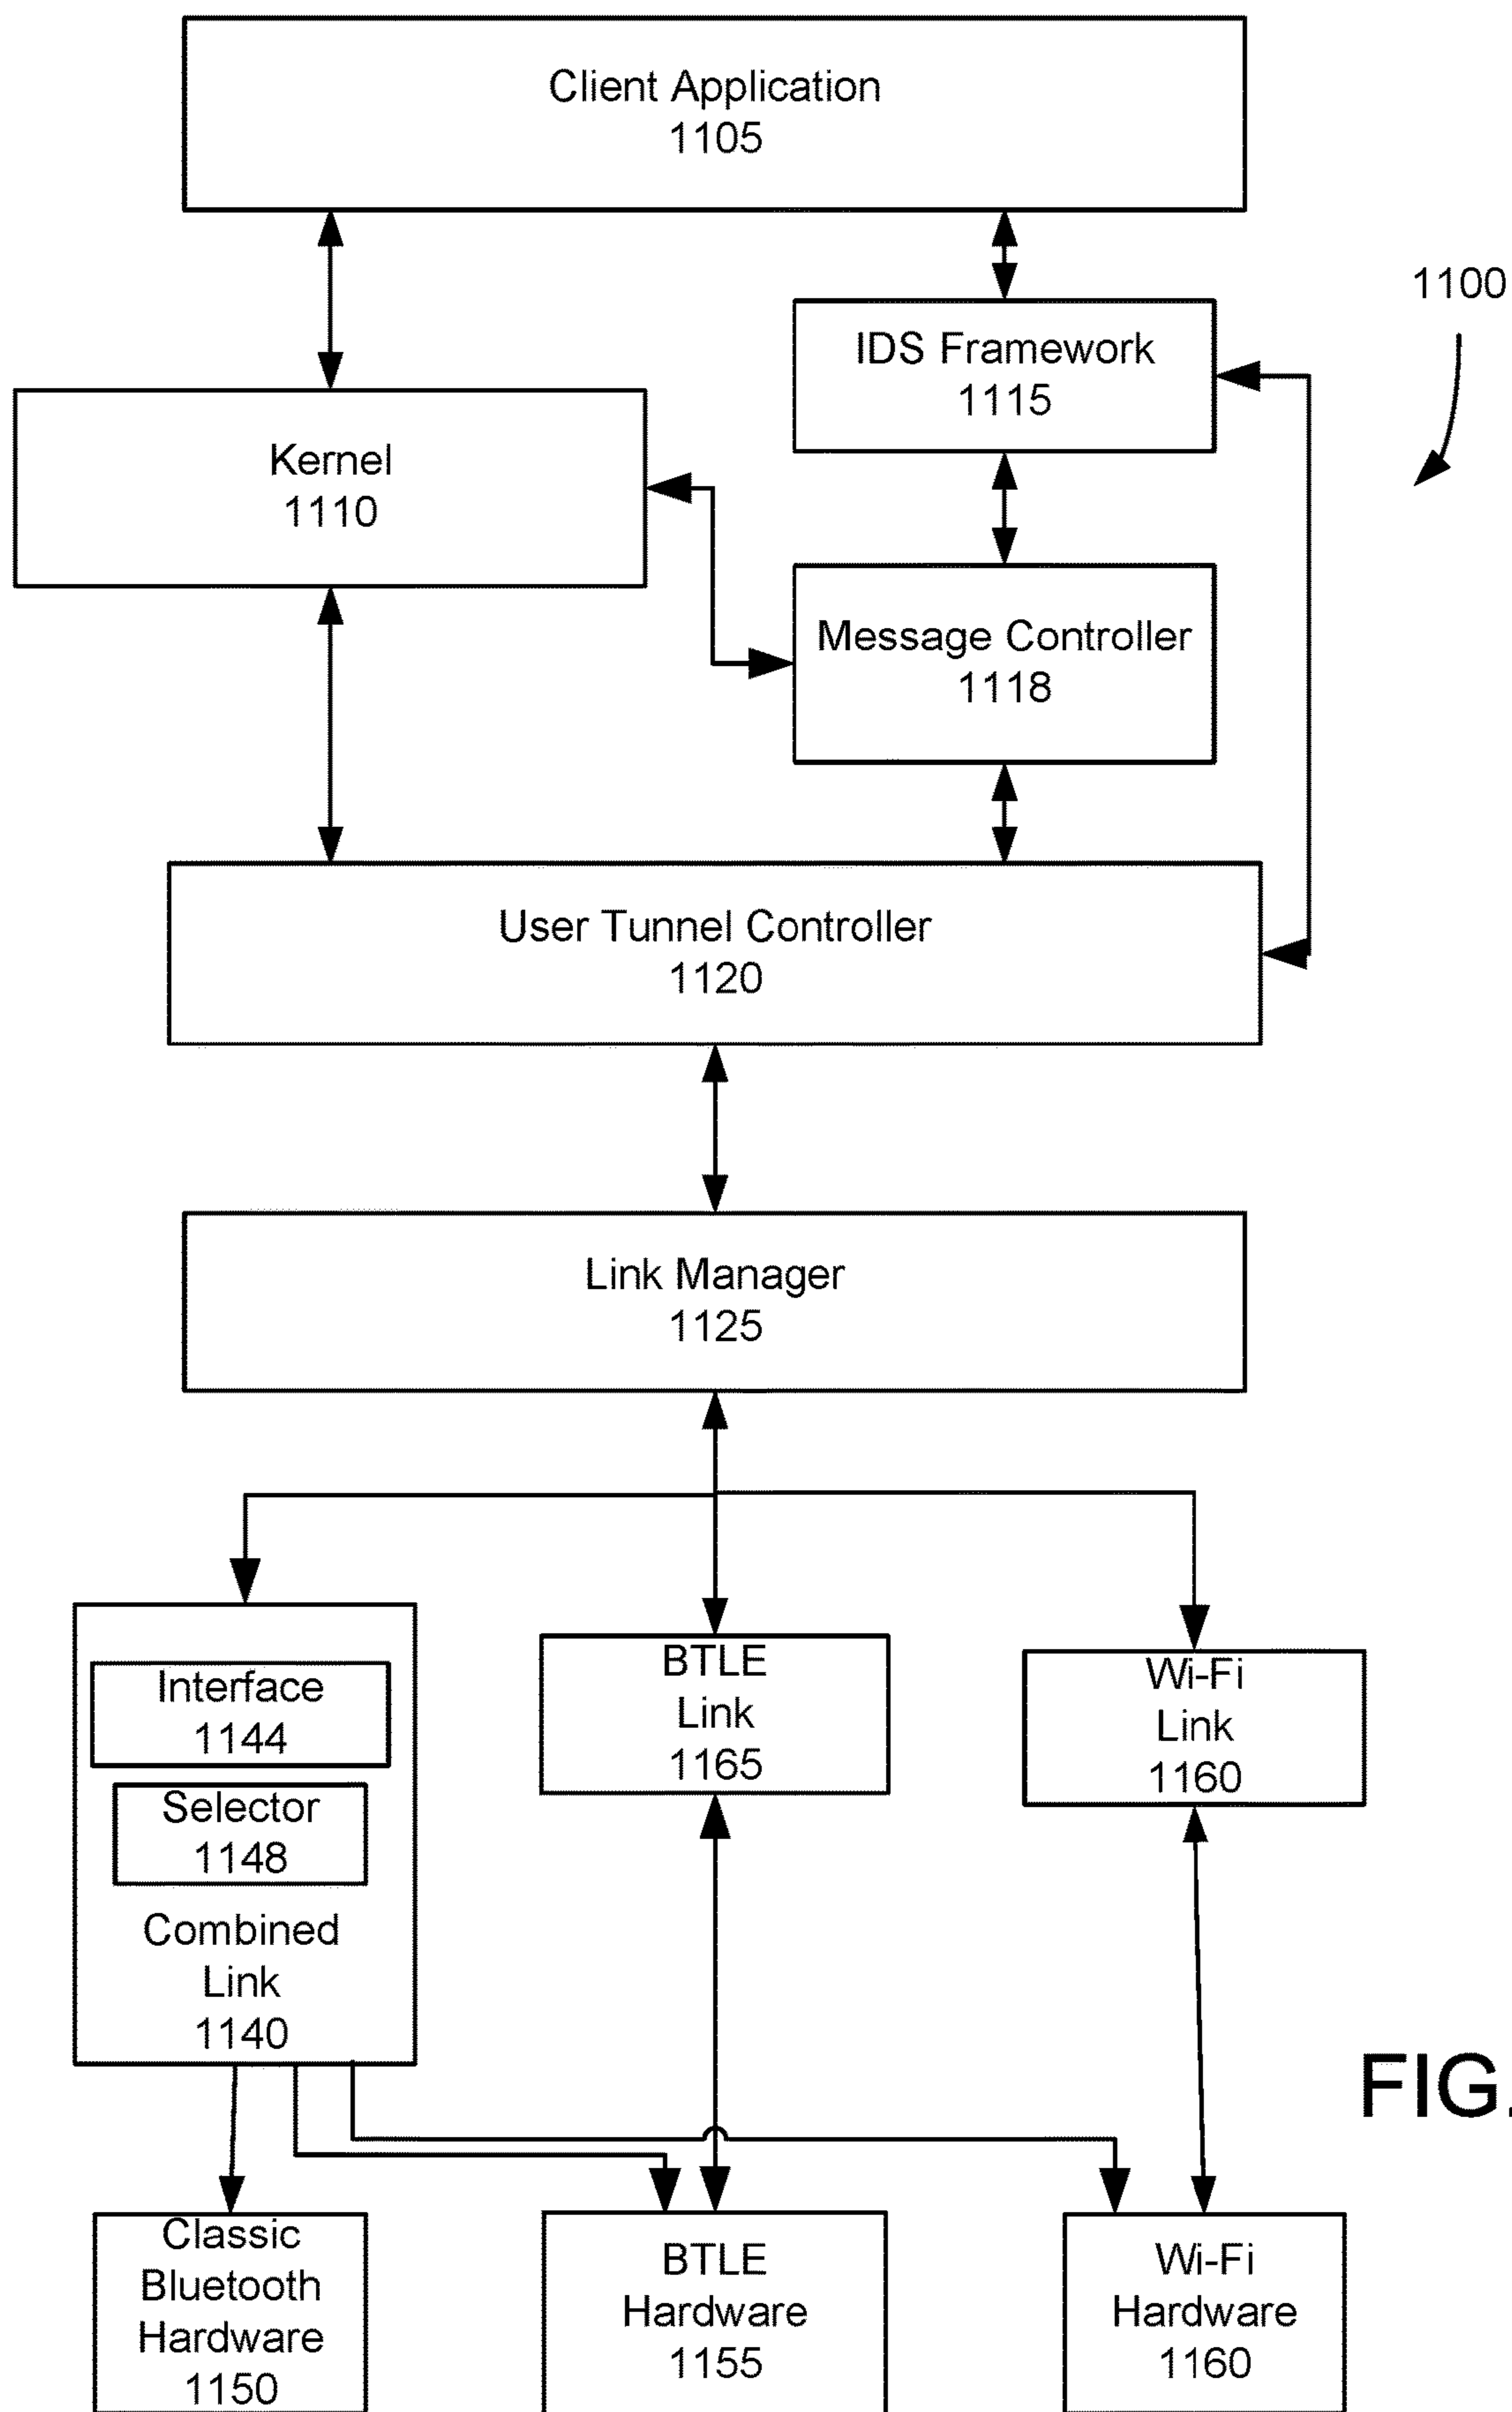 Client Application
1105
1100
IDS Framework
1115
Kernel
1110
Message Controller
1118
User Tunnel Controller
1120
Link Manager
1125
Interface
1144
Selector
1148
Combined
Link
1140
BTLE
Link
1165
Wi-Fi
Link
1160
FIG.
Classic
Bluetooth
Hardware
1150
BTLE
Hardware
1155
Wi-Fi
Hardware
1160